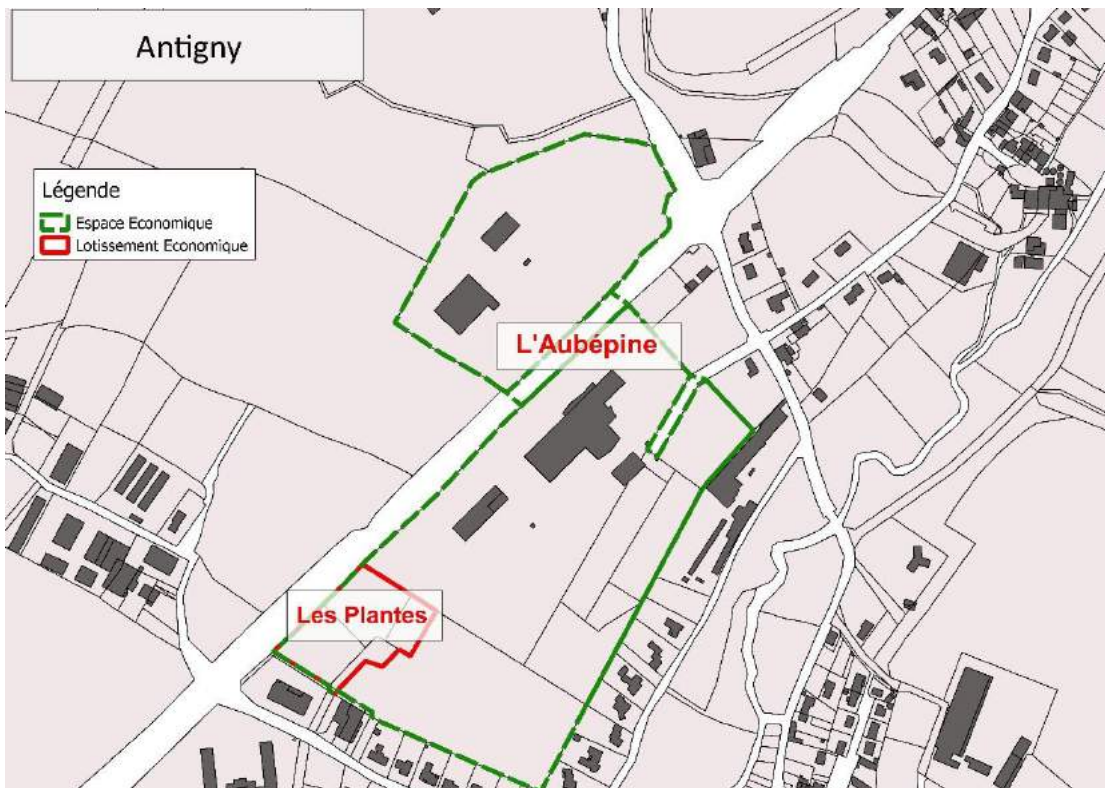 Antigny
Légende
Espace Economique
Lotissement Economique
L'Aubépine
Les Plantes